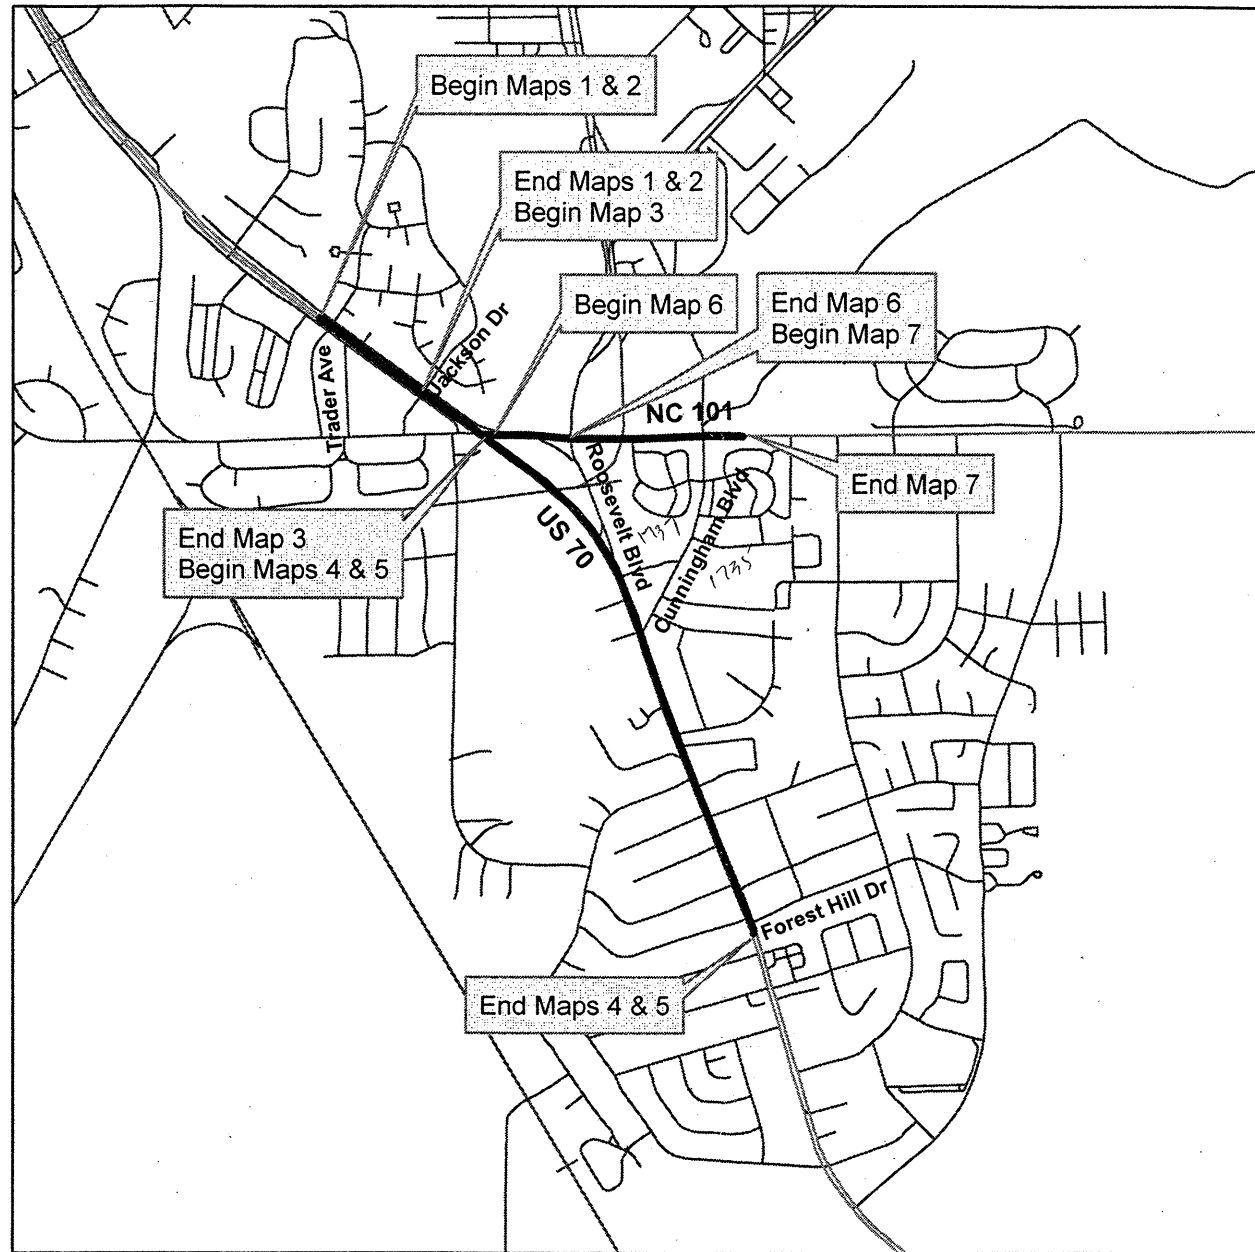 Begin Maps 1 & 2
End Maps 1 & 2
Begin Map 3
Begin Map 6
End Map 6
Begin Map 7
Jackson Dr
Trader Ave
NC 101
End Map 7
Roosevelt Blvd
Cunningham Blvd
US 70
1737
1735
End Map 3
Begin Maps 4 & 5
Forest Hill Dr
End Maps 4 & 5